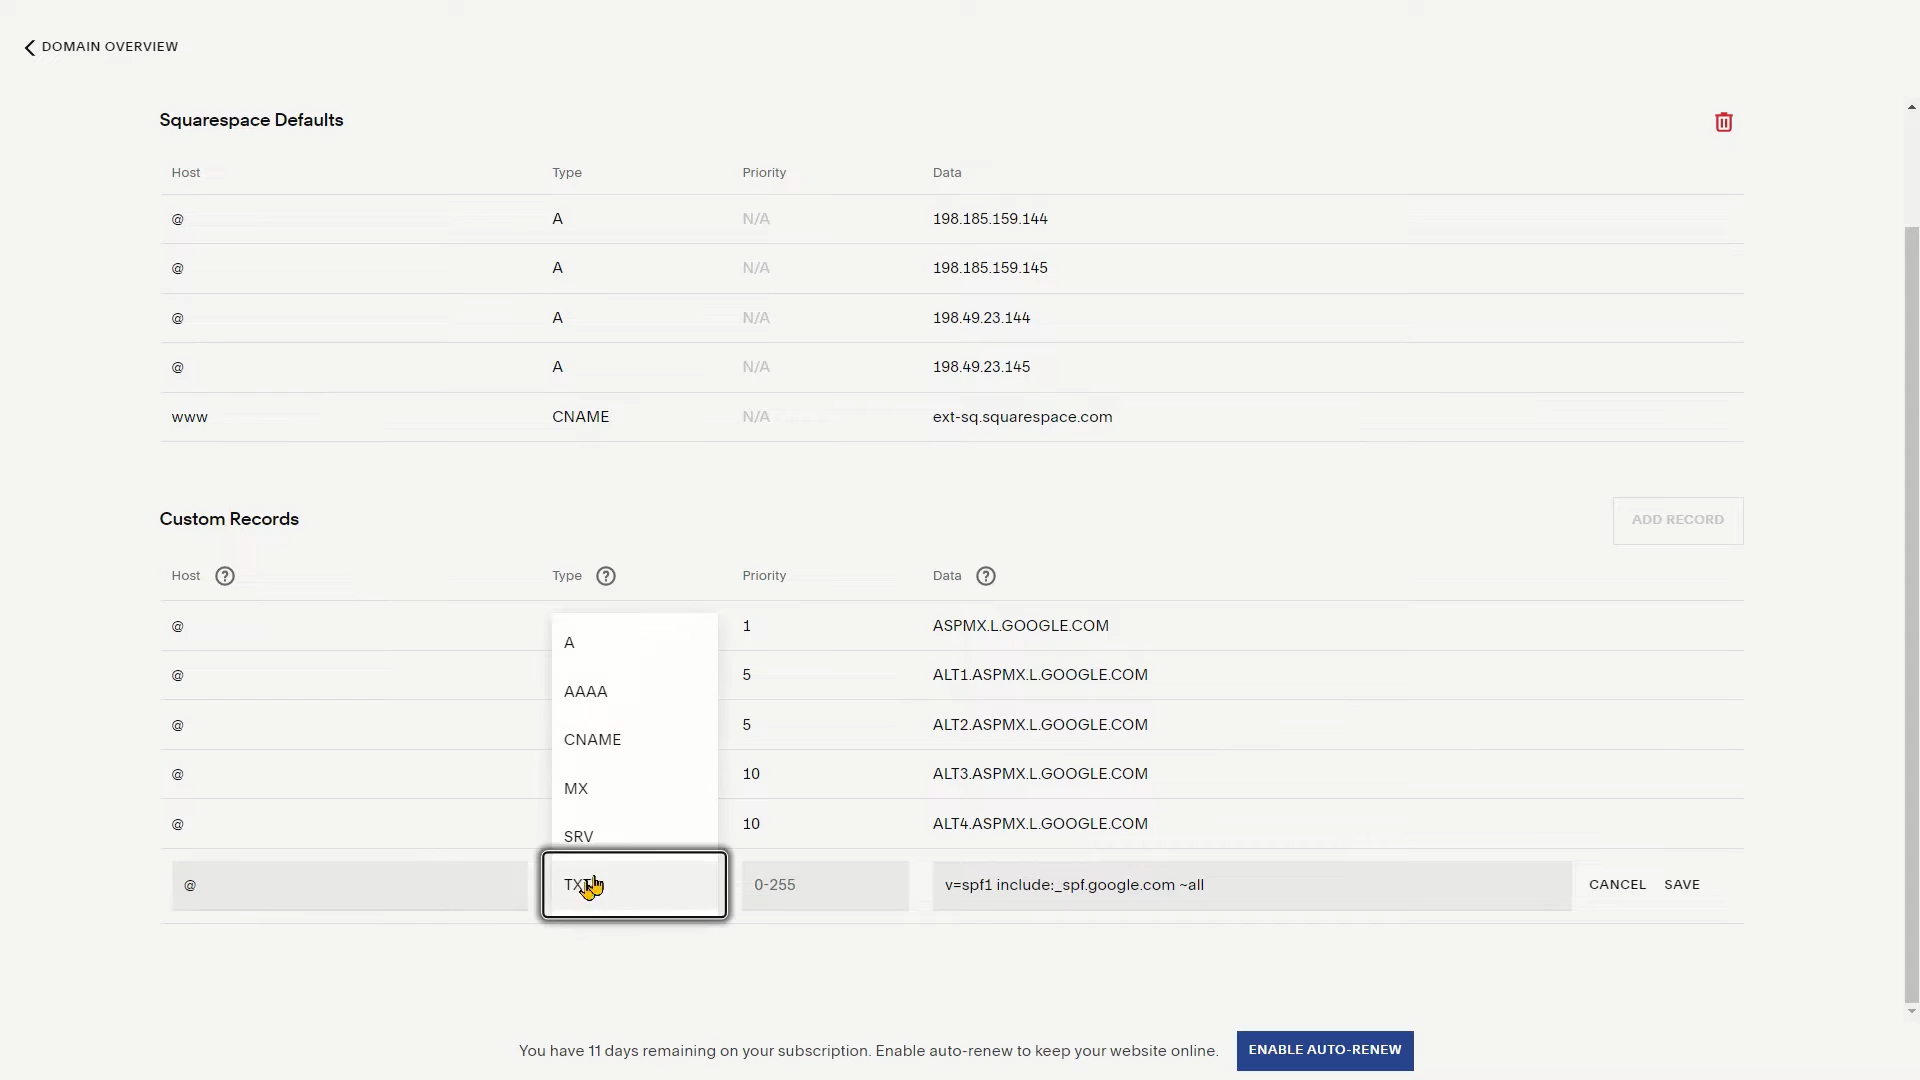 DOMAIN OVERVIEW
Squarespace Defaults
Host Type Priority Data
@ A N/A 198.185.159.144
@ A N/A 198.185.159.145
@ A N/A 198.49.23.144
@ A N/A 198.49.23.145
www CNAME N/A ext-sq.squarespace.com
Custom Records
ADD RECORD
Host ? Type ? Priority Data ?
@ 1 ASPMX.L.GOOGLE.COM
A
@ 5 ALT1.ASPMX.L.GOOGLE.COM
AAAA
@ 5 ALT2.ASPMX.L.GOOGLE.COM
CNAME
@ 10 ALT3.ASPMX.L.GOOGLE.COM
MX
@ 10 ALT4.ASPMX.L.GOOGLE.COM
SRV
@ TXT 0-255 v=spf1 include:_spf.google.com ~all CANCEL SAVE
You have 11 days remaining on your subscription. Enable auto-renew to keep your website online. ENABLE AUTO-RENEW